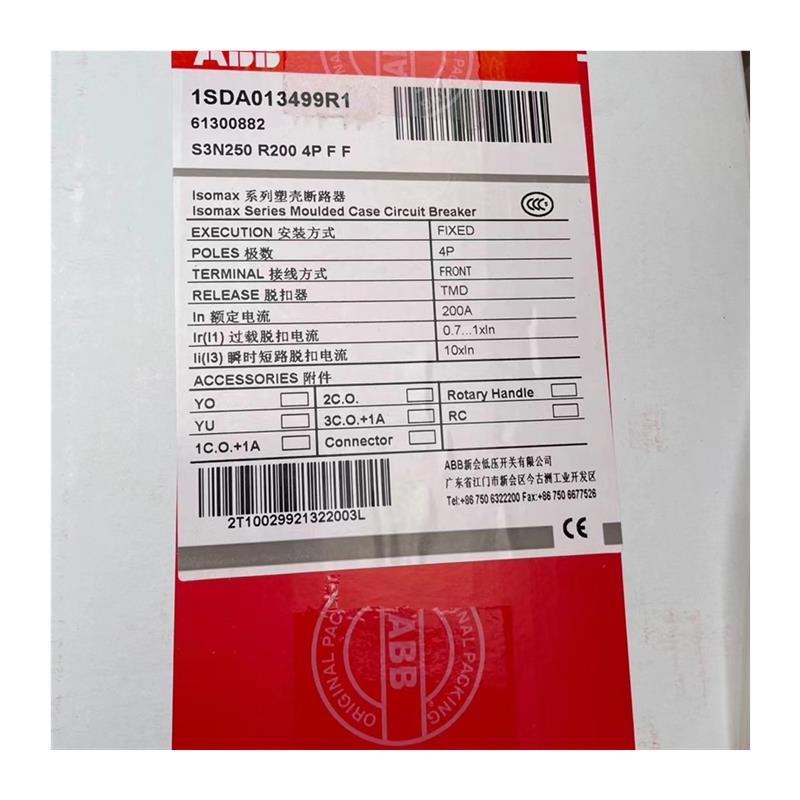 ABB
1SDA013499R1
61300882
S3N250 R200 4P F F
Isomax 系列塑壳断路器
Isomax Series Moulded Case Circuit Breaker
CCC
EXECUTION 安装方式 FIXED
POLES 极数 4P
TERMINAL 接线方式 FRONT
RELEASE 脱扣器 TMD
In 额定电流 200A
Ir(I1) 过载脱扣电流 0.7...1xIn
Ii(I3) 瞬时短路脱扣电流 10xIn
ACCESSORIES 附件
YO 2C.O. Rotary Handle
YU 3C.O.+1A RC
1C.O.+1A Connector
ABB新会低压开关有限公司
广东省江门市新会区今古洲工业开发区
Tel:+86 750 6322200 Fax:+86 750 6677526
2T10029921322003L
CE
ABB
ORIGINAL PACKING
ABB
ORIGINAL PACKING